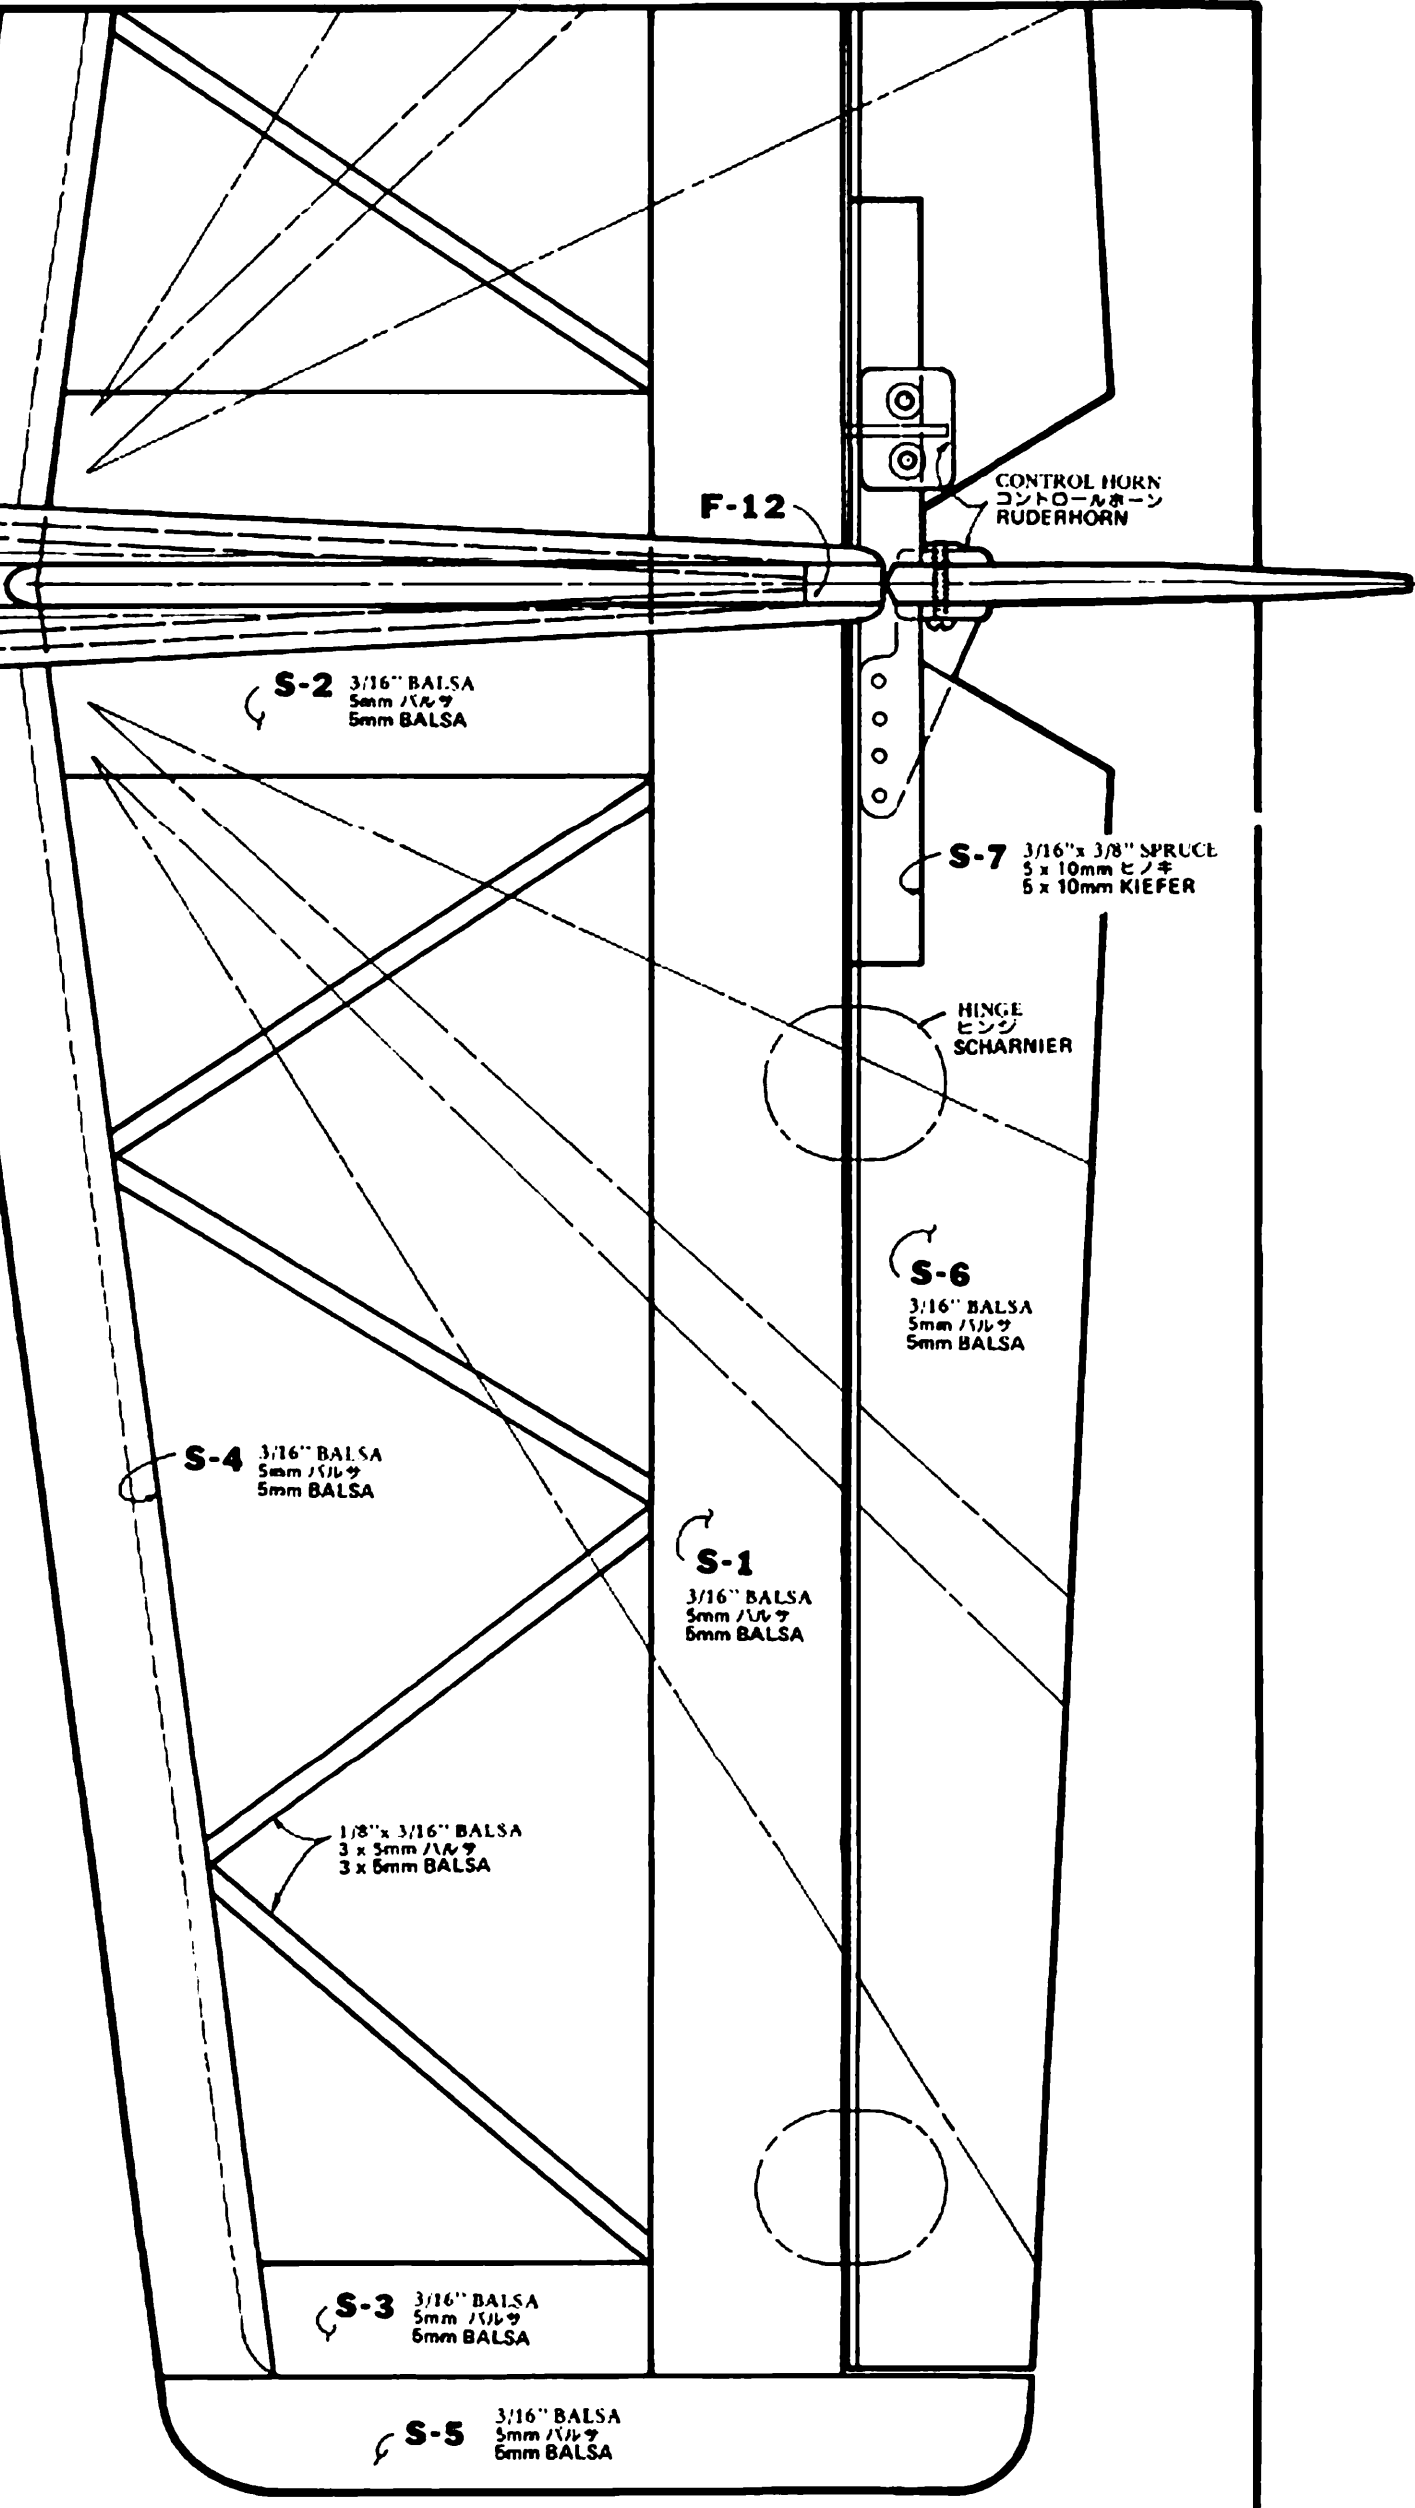 CONTROL HORN
コントロールホーン
RUDERHORN
F-12
S-2
3/16" BALSA
5mm バルサ
5mm BALSA
S-7
3/16" x 3/8" SPRUCE
5 x 10mm ヒノキ
5 x 10mm KIEFER
HINGE
ヒンジ
SCHARNIER
S-6
3/16" BALSA
5mm バルサ
5mm BALSA
S-4
3/16" BALSA
5mm バルサ
5mm BALSA
S-1
3/16" BALSA
5mm バルサ
5mm BALSA
1/8" x 3/16" BALSA
3 x 5mm バルサ
3 x 5mm BALSA
S-3
3/16" BALSA
5mm バルサ
5mm BALSA
S-5
3/16" BALSA
5mm バルサ
5mm BALSA